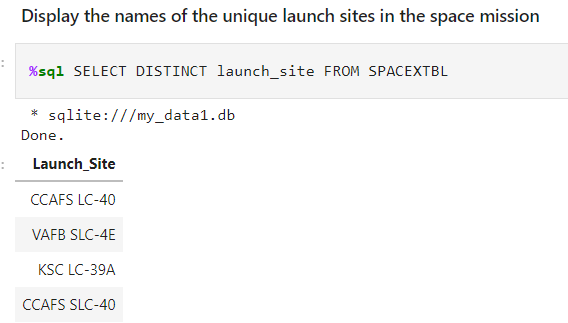 Display the names of the unique launch sites in the space mission
:
%sql SELECT DISTINCT launch_site FROM SPACEXTBL
* sqlite:///my_data1.db
Done.
:
Launch_Site
CCAFS LC-40
VAFB SLC-4E
KSC LC-39A
CCAFS SLC-40